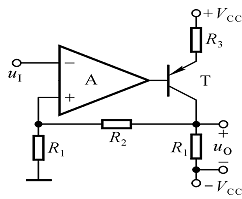 +V_CC
R_3
u_I
−
A
T
+
R_2
+
R_1
R_1
u_O
−
−V_CC